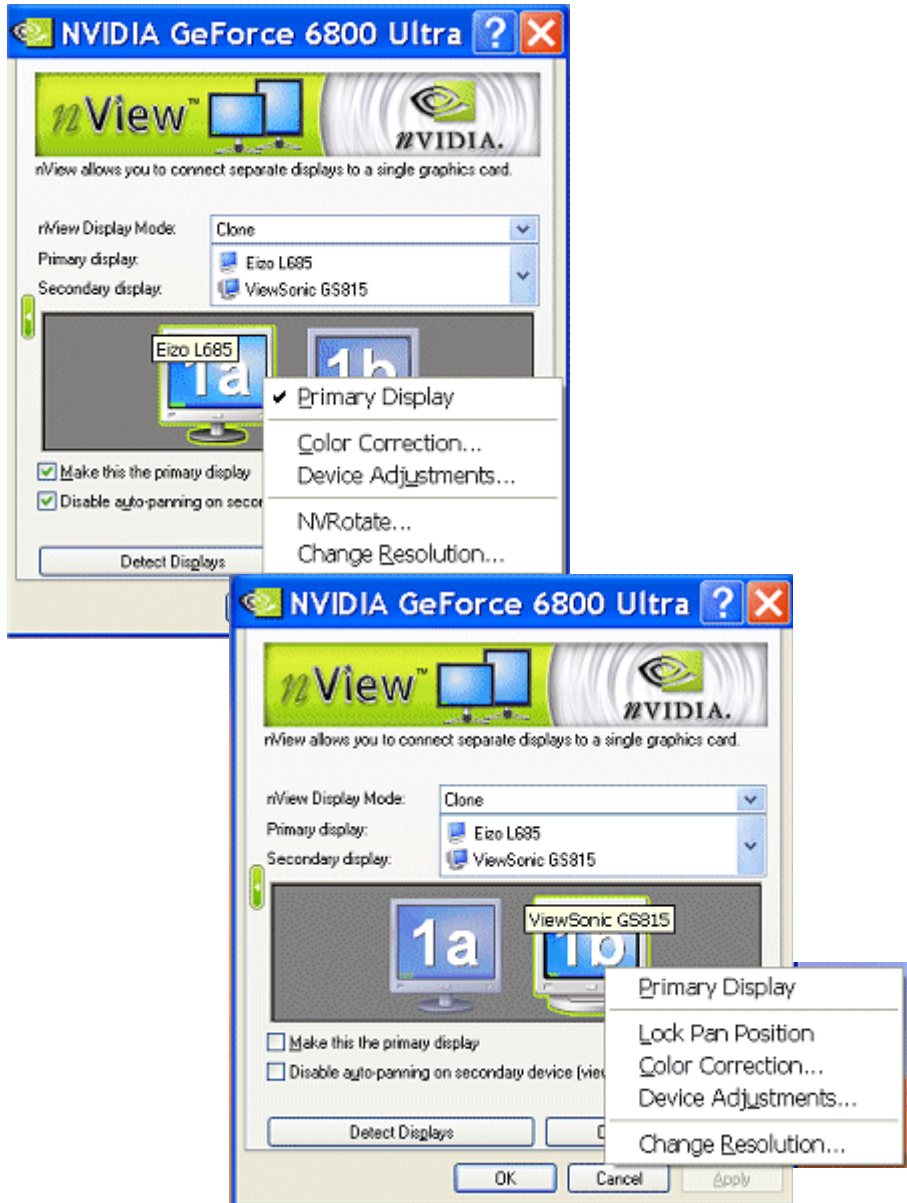 NVIDIA GeForce 6800 Ultra
nView™
nVIDIA.
nView allows you to connect separate displays to a single graphics card.
nView Display Mode: Clone
Primary display: Eizo L685
Secondary display: ViewSonic GS815
Eizo L685
1a 1b
Primary Display
Color Correction...
Device Adjustments...
NVRotate...
Change Resolution...
Make this the primary display
Disable auto-panning on secon
Detect Displays
NVIDIA GeForce 6800 Ultra
nView™
nVIDIA.
nView allows you to connect separate displays to a single graphics card.
nView Display Mode: Clone
Primary display: Eizo L685
Secondary display: ViewSonic GS815
ViewSonic GS815
1a 1b
Primary Display
Lock Pan Position
Color Correction...
Device Adjustments...
Change Resolution...
Make this the primary display
Disable auto-panning on secondary device (view
Detect Displays
OK Cancel Apply